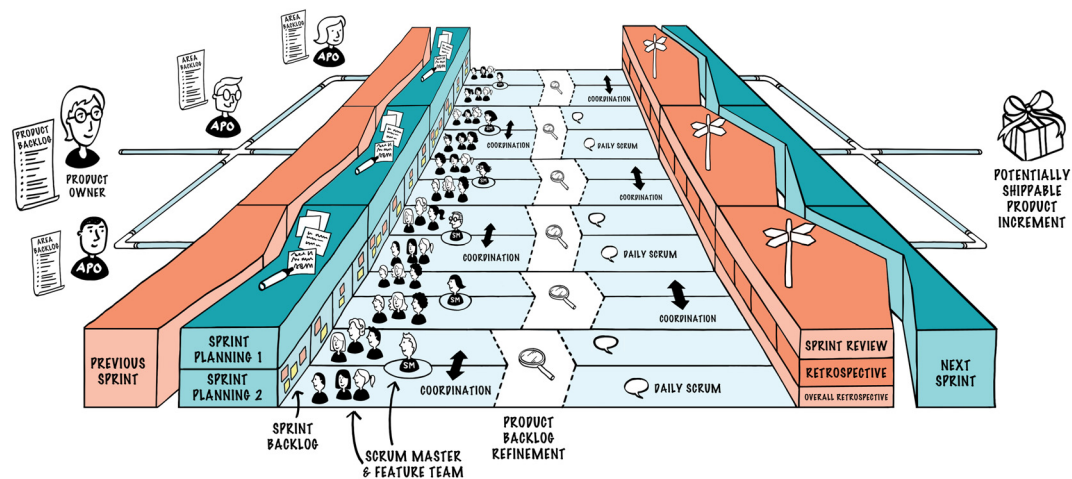 AREA
BACKLOG
APO
AREA
BACKLOG
APO
PRODUCT
BACKLOG
PRODUCT
OWNER
AREA
BACKLOG
APO
COORDINATION
COORDINATION
DAILY SCRUM
COORDINATION
SM
COORDINATION
DAILY SCRUM
SM
COORDINATION
SM
COORDINATION
DAILY SCRUM
PREVIOUS
SPRINT
SPRINT
PLANNING 1
SPRINT
PLANNING 2
SPRINT REVIEW
RETROSPECTIVE
OVERALL RETROSPECTIVE
NEXT
SPRINT
POTENTIALLY
SHIPPABLE
PRODUCT
INCREMENT
SPRINT
BACKLOG
SCRUM MASTER
& FEATURE TEAM
PRODUCT
BACKLOG
REFINEMENT